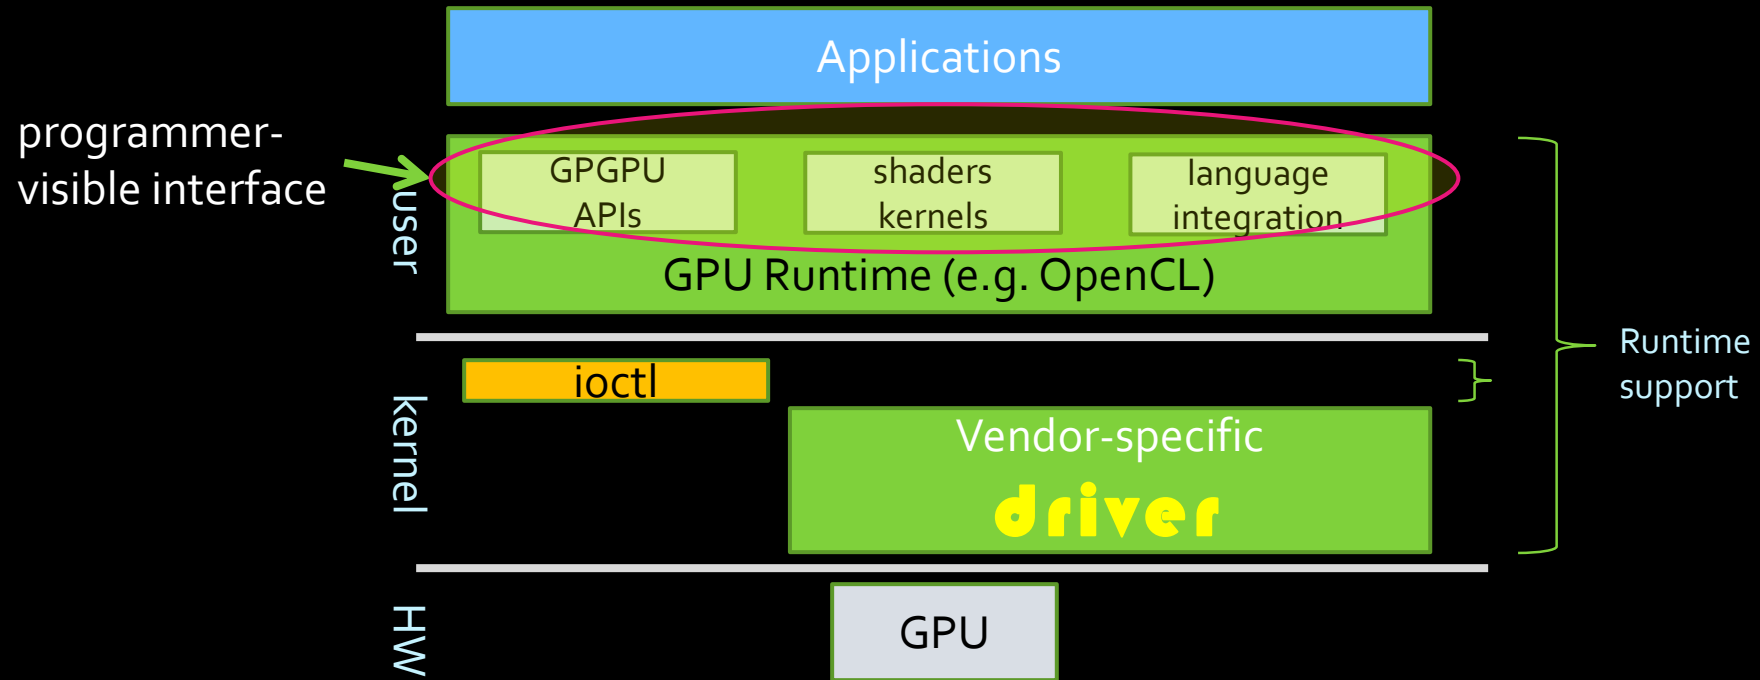 Applications
programmer-
visible interface
GPGPU
APIs
shaders
kernels
language
integration
user
GPU Runtime (e.g. OpenCL)
Runtime
support
ioctl
kernel
Vendor-specific
driver
HW
GPU